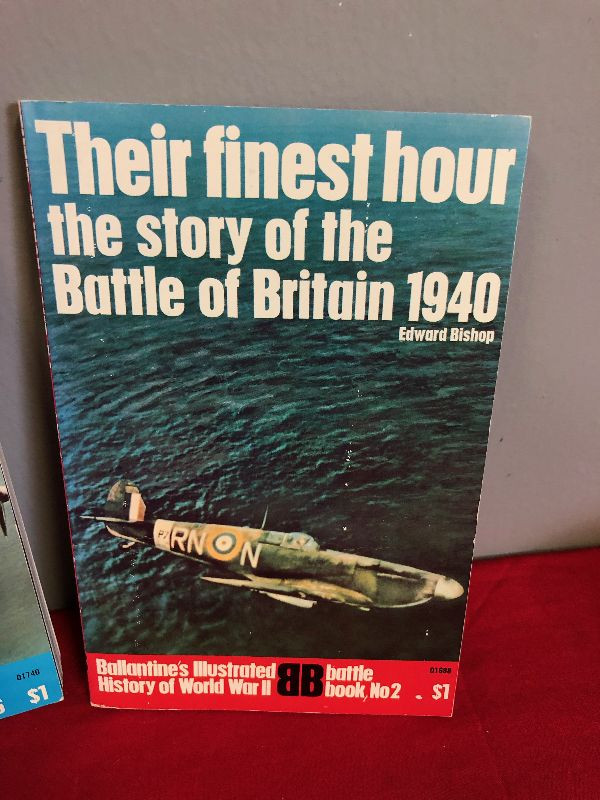 Their finest hour
the story of the
Battle of Britain 1940
Edward Bishop
RN N
Ballantine's Illustrated
History of World War II
BB
battle
book, No 2
$1
01740
$1